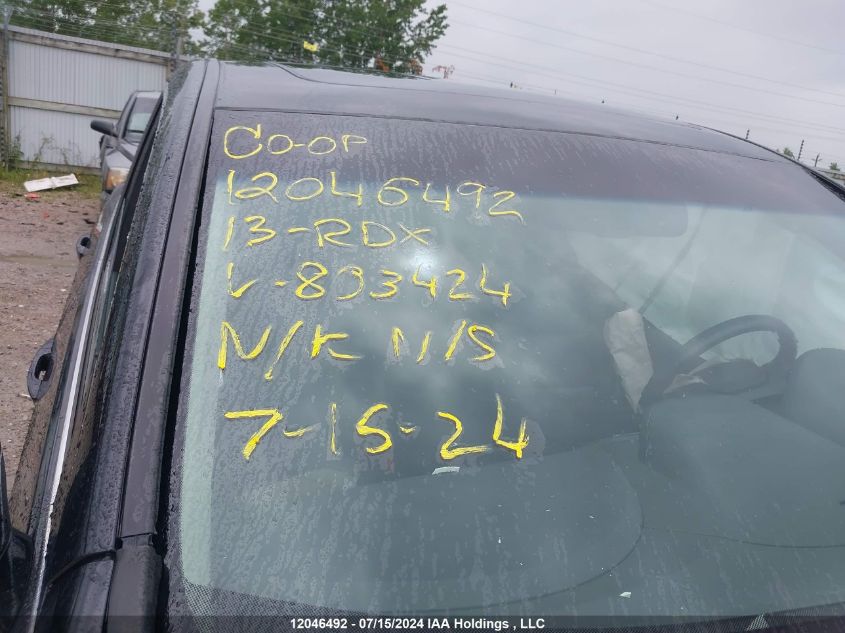 CO-OP
12046492
13-RDX
V-803424
N/K N/S
7-15-24
12046492 - 07/15/2024 IAA Holdings , LLC